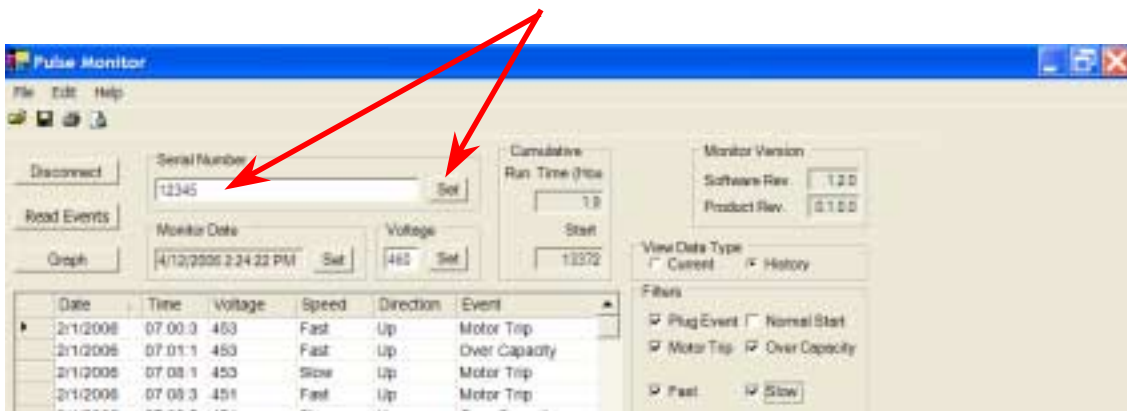 Pulse Monitor
File Edit Help
Disconnect
Read Events
Graph
Serial Number
12345 Set
Monitor Date
4/12/2006 2:24:22 PM Set
Voltage
460 Set
Cumulative
Run Time (Hou
1.9
Start
13372
Monitor Version
Software Rev. 1.2.0
Product Rev. 0.1.0.0
View Data Type
Current History
Filters
Plug Event Normal Start
Motor Trip Over Capacity
Fast Slow
Date Time Voltage Speed Direction Event
2/1/2006 07:00:3 453 Fast Up Motor Trip
2/1/2006 07:01:1 453 Fast Up Over Capacity
2/1/2006 07:08:1 453 Slow Up Motor Trip
2/1/2006 07:08:3 451 Fast Up Motor Trip